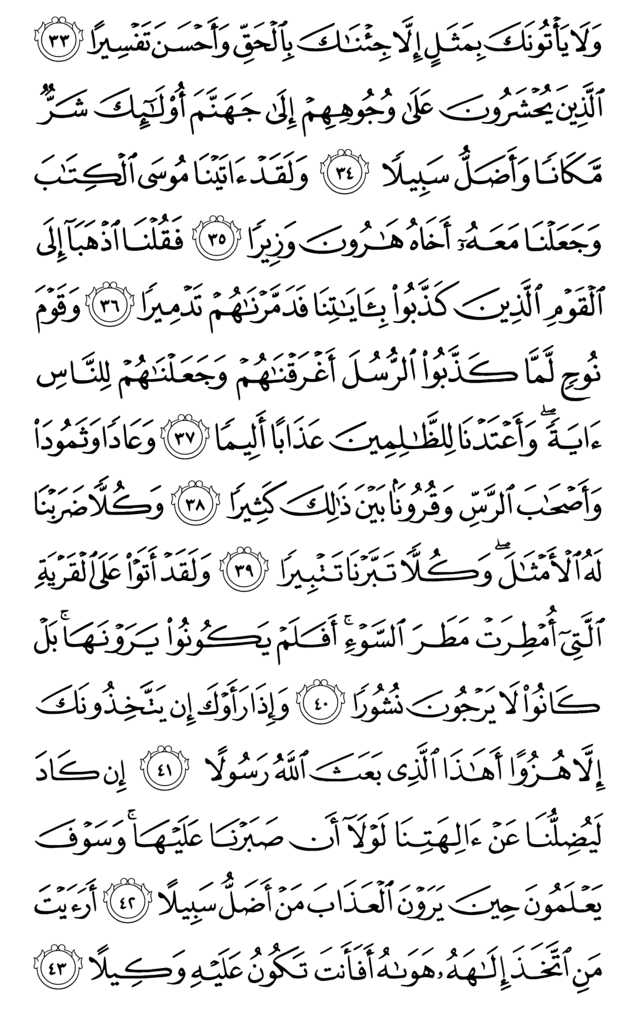 وَلَا يَأۡتُونَكَ بِمَثَلٍ إِلَّا جِئۡنَٰكَ بِٱلۡحَقِّ وَأَحۡسَنَ تَفۡسِيرًا ٣٣
ٱلَّذِينَ يُحۡشَرُونَ عَلَىٰ وُجُوهِهِمۡ إِلَىٰ جَهَنَّمَ أُوْلَٰٓئِكَ شَرّٞ
مَّكَانٗا وَأَضَلُّ سَبِيلٗا ٣٤ وَلَقَدۡ ءَاتَيۡنَا مُوسَى ٱلۡكِتَٰبَ
وَجَعَلۡنَا مَعَهُۥٓ أَخَاهُ هَٰرُونَ وَزِيرٗا ٣٥ فَقُلۡنَا ٱذۡهَبَآ إِلَى
ٱلۡقَوۡمِ ٱلَّذِينَ كَذَّبُواْ بِـَٔايَٰتِنَا فَدَمَّرۡنَٰهُمۡ تَدۡمِيرٗا ٣٦ وَقَوۡمَ
نُوحٖ لَّمَّا كَذَّبُواْ ٱلرُّسُلَ أَغۡرَقۡنَٰهُمۡ وَجَعَلۡنَٰهُمۡ لِلنَّاسِ
ءَايَةٗۖ وَأَعۡتَدۡنَا لِلظَّٰلِمِينَ عَذَابًا أَلِيمٗا ٣٧ وَعَادٗا وَثَمُودَاْ
وَأَصۡحَٰبَ ٱلرَّسِّ وَقُرُونَۢا بَيۡنَ ذَٰلِكَ كَثِيرٗا ٣٨ وَكُلّٗا ضَرَبۡنَا
لَهُ ٱلۡأَمۡثَٰلَۖ وَكُلّٗا تَبَّرۡنَا تَتۡبِيرٗا ٣٩ وَلَقَدۡ أَتَوۡاْ عَلَى ٱلۡقَرۡيَةِ
ٱلَّتِيٓ أُمۡطِرَتۡ مَطَرَ ٱلسَّوۡءِۚ أَفَلَمۡ يَكُونُواْ يَرَوۡنَهَاۚ بَلۡ
كَانُواْ لَا يَرۡجُونَ نُشُورٗا ٤٠ وَإِذَا رَأَوۡكَ إِن يَتَّخِذُونَكَ
إِلَّا هُزُوًا أَهَٰذَا ٱلَّذِي بَعَثَ ٱللَّهُ رَسُولًا ٤١ إِن كَادَ
لَيُضِلُّنَا عَنۡ ءَالِهَتِنَا لَوۡلَآ أَن صَبَرۡنَا عَلَيۡهَاۚ وَسَوۡفَ
يَعۡلَمُونَ حِينَ يَرَوۡنَ ٱلۡعَذَابَ مَنۡ أَضَلُّ سَبِيلًا ٤٢ أَرَءَيۡتَ
مَنِ ٱتَّخَذَ إِلَٰهَهُۥ هَوَىٰهُ أَفَأَنتَ تَكُونُ عَلَيۡهِ وَكِيلًا ٤٣